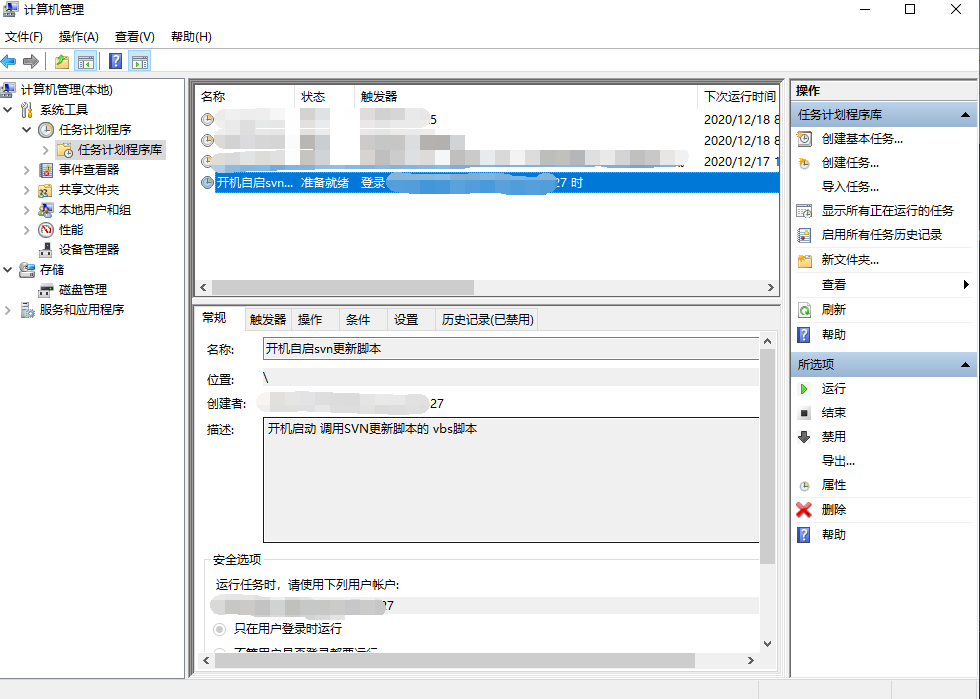 计算机管理
文件(F) 操作(A) 查看(V) 帮助(H)
计算机管理(本地)
系统工具
任务计划程序
任务计划程序库
事件查看器
共享文件夹
本地用户和组
性能
设备管理器
存储
磁盘管理
服务和应用程序
名称 状态 触发器 下次运行时间
5 2020/12/18 8
2020/12/18 8
2020/12/17 1
开机自启svn... 准备就绪 登录 27 时
常规 触发器 操作 条件 设置 历史记录(已禁用)
名称: 开机自启svn更新脚本
位置: \
创建者: 27
描述: 开机启动 调用SVN更新脚本的 vbs脚本
安全选项
运行任务时，请使用下列用户帐户:
27
只在用户登录时运行
不管用户是否登录都要运行
操作
任务计划程序库
创建基本任务...
创建任务...
导入任务...
显示所有正在运行的任务
启用所有任务历史记录
新文件夹...
查看
刷新
帮助
所选项
运行
结束
禁用
导出...
属性
删除
帮助